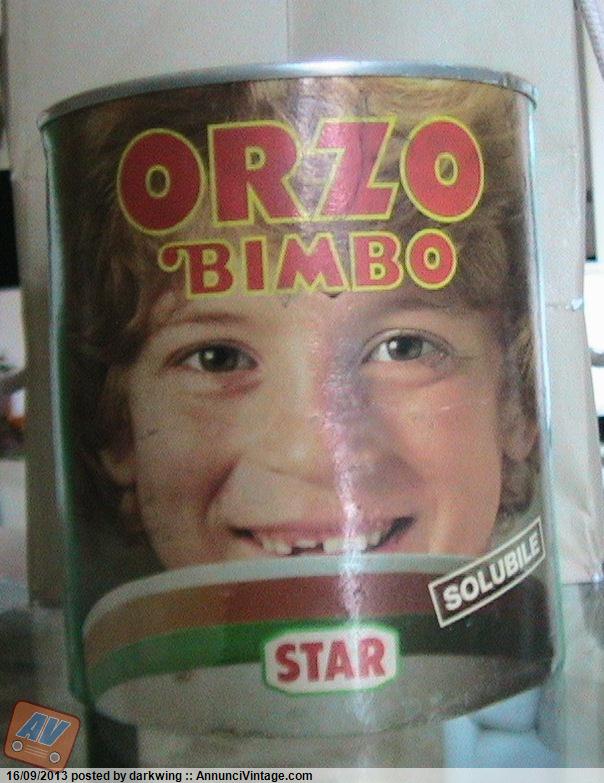 ORZO
BIMBO
SOLUBILE
STAR
AV
16/09/2013 posted by darkwing :: AnnunciVintage.com